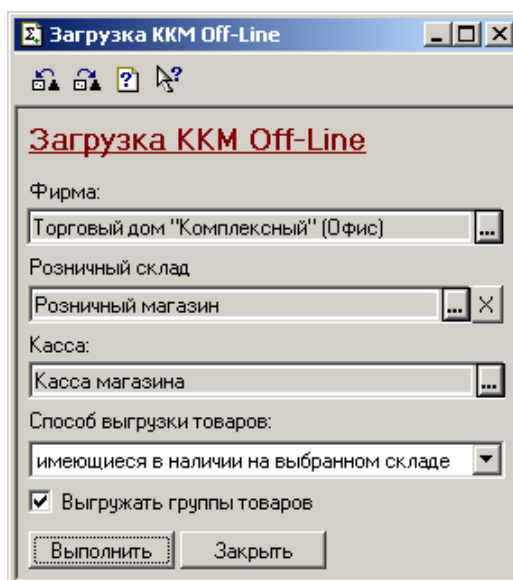 Загрузка ККМ Off-Line
Загрузка ККМ Off-Line
Фирма:
Торговый дом "Комплексный" (Офис) ...
Розничный склад
Розничный магазин ... X
Касса:
Касса магазина ...
Способ выгрузки товаров:
имеющиеся в наличии на выбранном складе
Выгружать группы товаров
Выполнить Закрыть